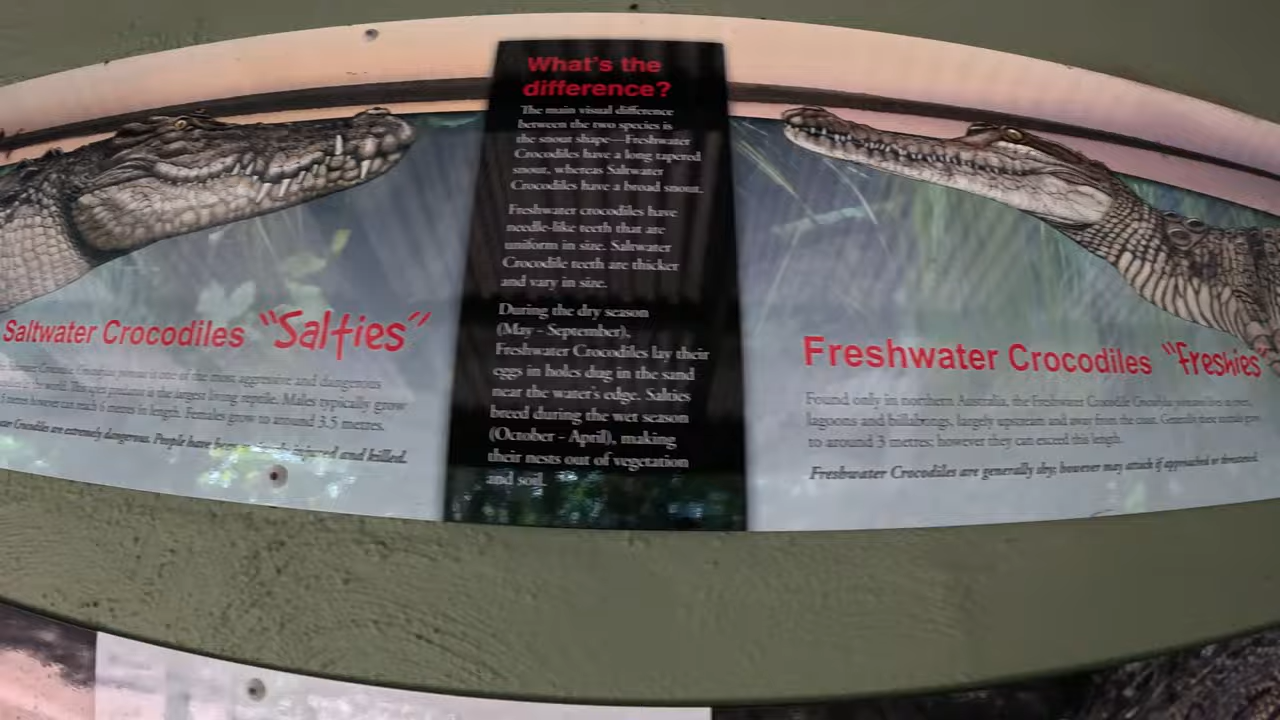 Saltwater Crocodiles "Salties"
is one of the most aggressive and dangerous
is the largest living reptile. Males typically grow
however can reach 6 metres in length. Females grow to around 3.5 metres.
Crocodiles are extremely dangerous. People have been injured and killed.
What's the
difference?
The main visual difference
between the two species is
the snout shape—Freshwater
Crocodiles have a long tapered
snout, whereas Saltwater
Crocodiles have a broad snout.
Freshwater crocodiles have
needle-like teeth that are
uniform in size. Saltwater
Crocodile teeth are thicker
and vary in size.
During the dry season
(May - September),
Freshwater Crocodiles lay their
eggs in holes dug in the sand
near the water's edge. Salties
breed during the wet season
(October - April), making
their nests out of vegetation
and soil.
Freshwater Crocodiles "Freshies"
Found only in northern Australia, the Freshwater Crocodile
lagoons and billabongs, largely upstream and away from the coast.
to around 3 metres; however they can exceed this length.
Freshwater Crocodiles are generally shy, however may attack if approached or threatened.